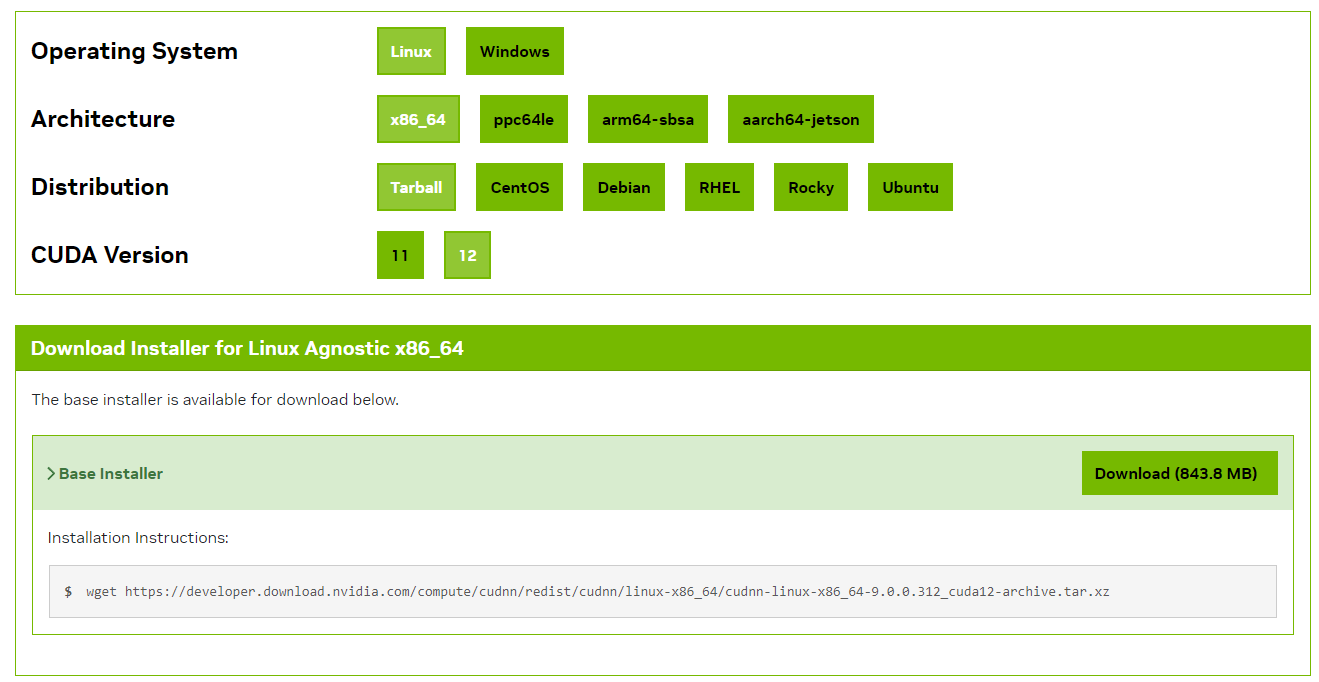 Operating System Linux Windows
Architecture x86_64 ppc64le arm64-sbsa aarch64-jetson
Distribution Tarball CentOS Debian RHEL Rocky Ubuntu
CUDA Version 11 12
Download Installer for Linux Agnostic x86_64
The base installer is available for download below.
Base Installer Download (843.8 MB)
Installation Instructions:
$ wget https://developer.download.nvidia.com/compute/cudnn/redist/cudnn/linux-x86_64/cudnn-linux-x86_64-9.0.0.312_cuda12-archive.tar.xz